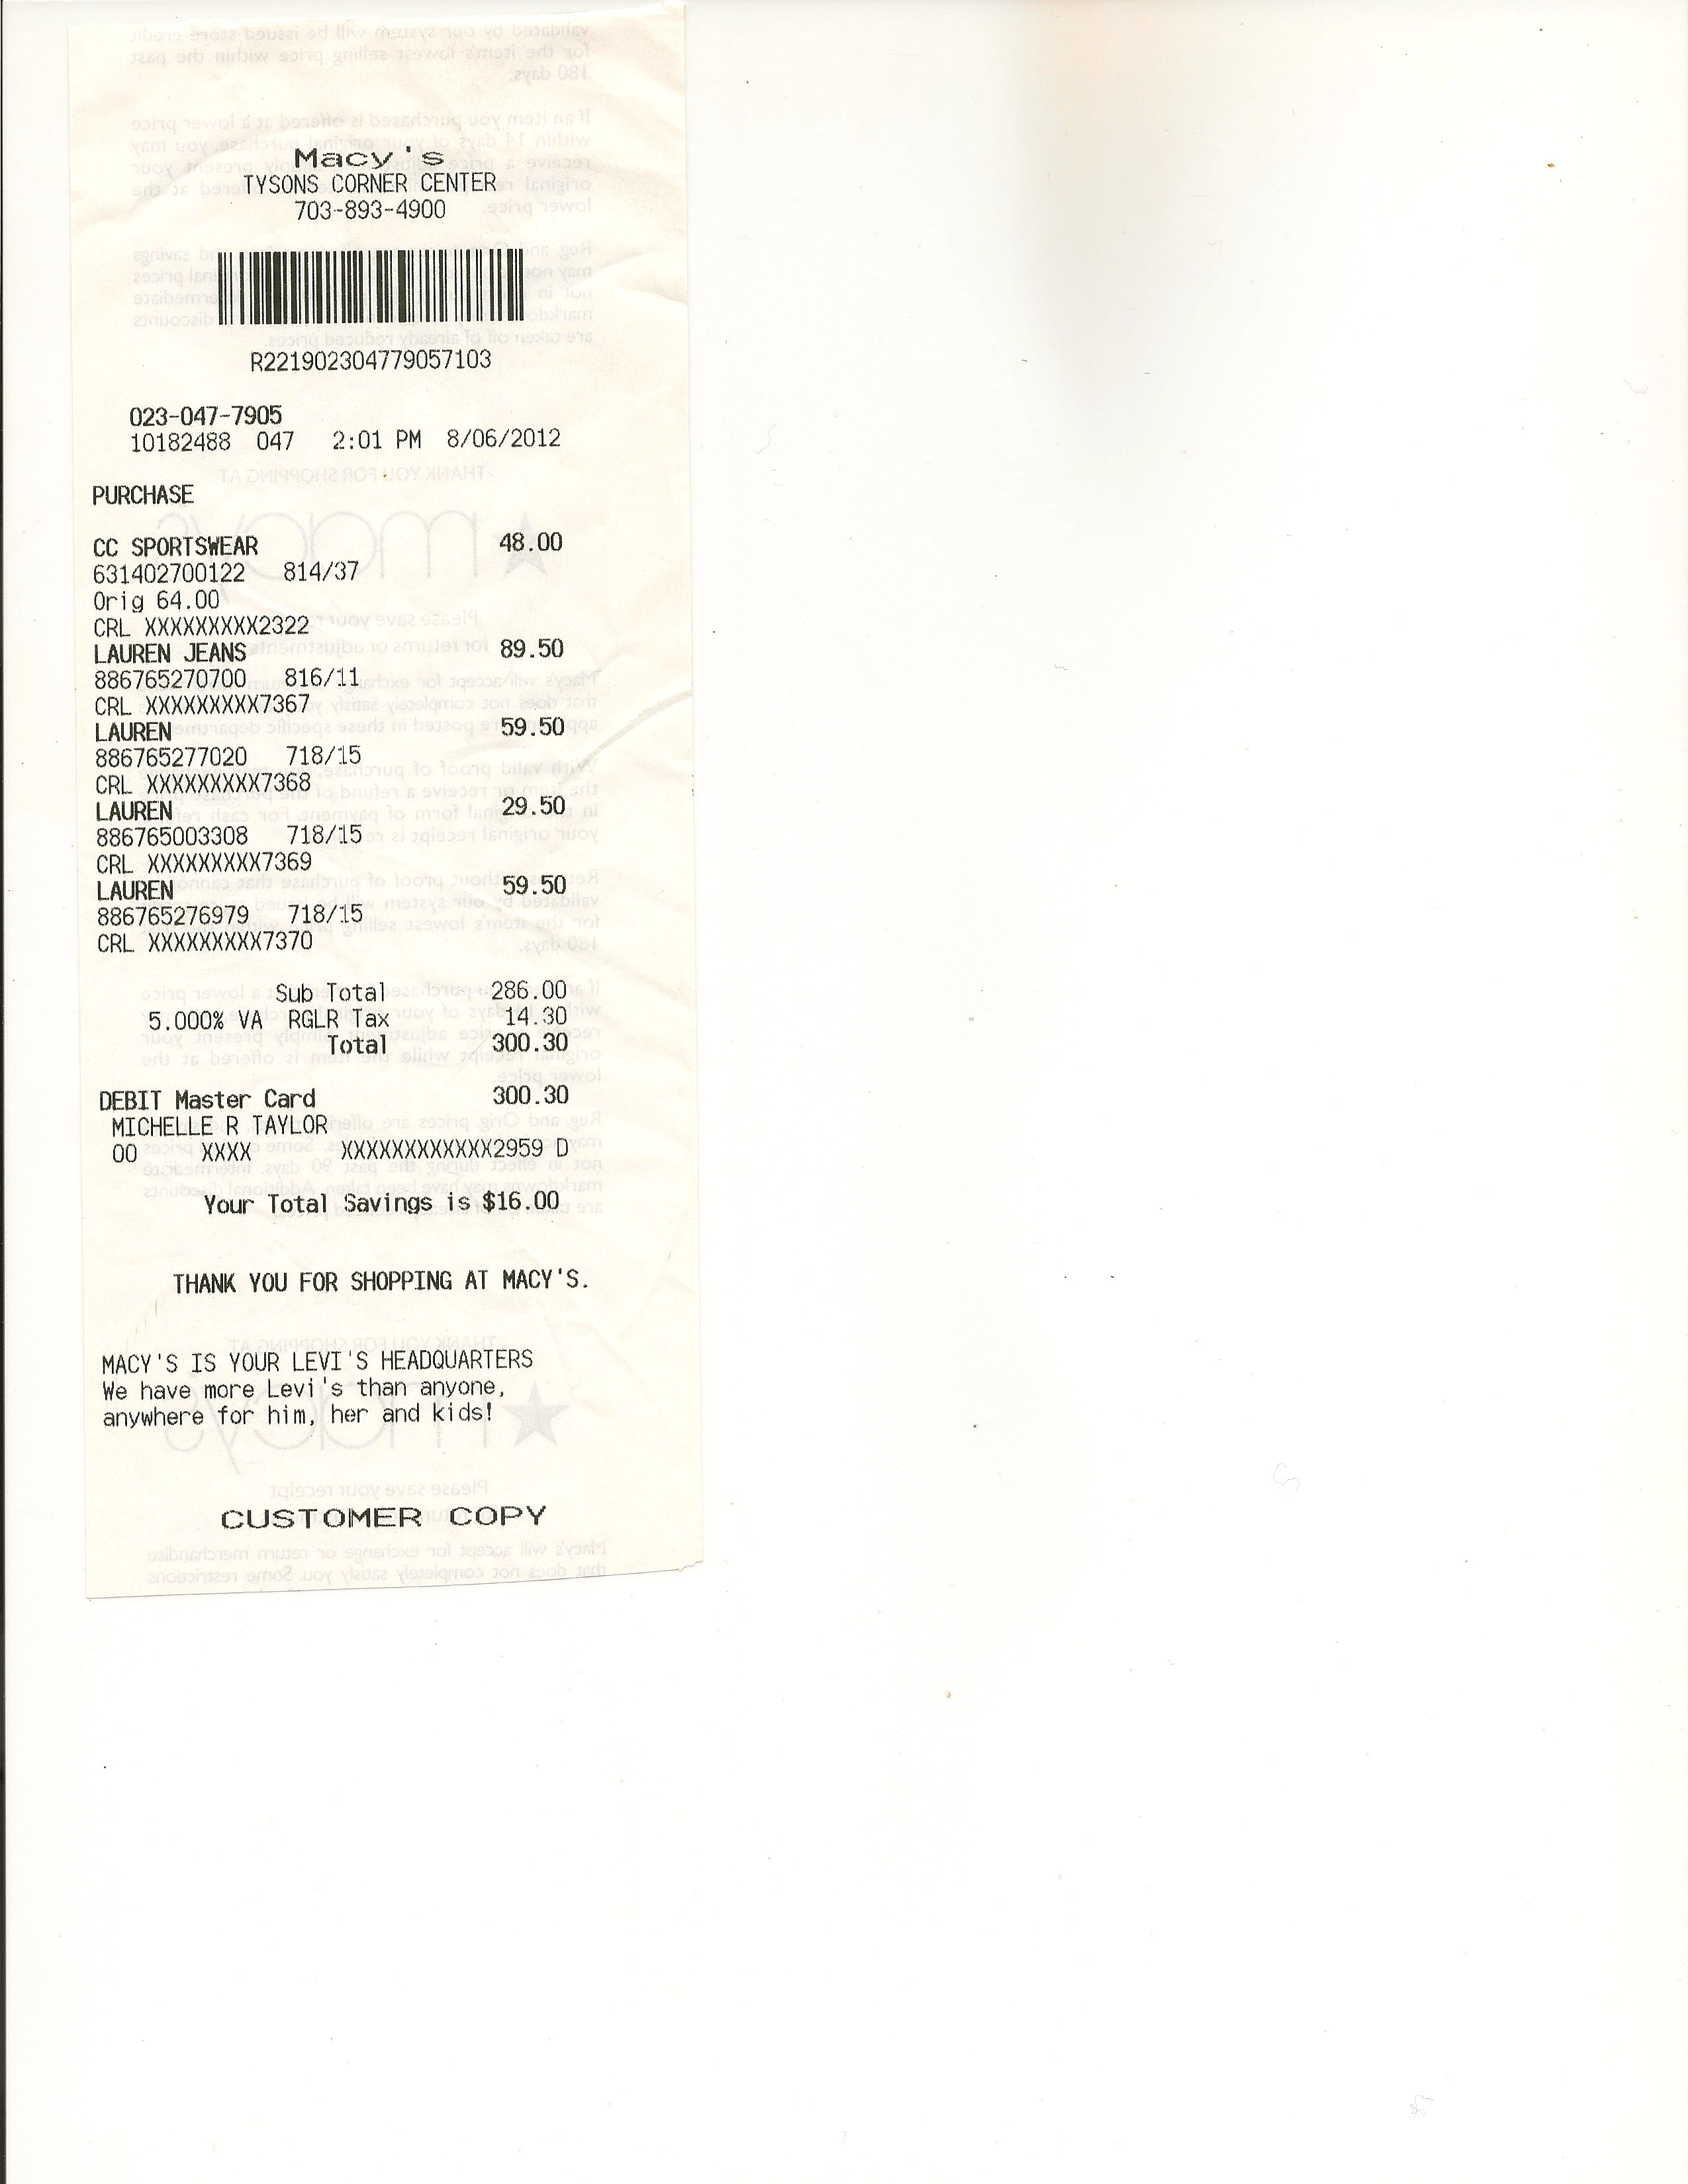 Macy's
TYSONS CORNER CENTER
703-893-4900
R221902304779057103
023-047-7905
10182488 047 2:01 PM 8/06/2012
PURCHASE
CC SPORTSWEAR 48.00
631402700122 814/37
Orig 64.00
CRL XXXXXXXXX2322
LAUREN JEANS 89.50
886765270700 816/11
CRL XXXXXXXXX7367
LAUREN 59.50
886765277020 718/15
CRL XXXXXXXXX7368
LAUREN 29.50
886765003308 718/15
CRL XXXXXXXXX7369
LAUREN 59.50
886765276979 718/15
CRL XXXXXXXXX7370
Sub Total 286.00
5.000% VA RGLR Tax 14.30
Total 300.30
DEBIT Master Card 300.30
MICHELLE R TAYLOR
00 XXXX XXXXXXXXXXXX2959 D
Your Total Savings is $16.00
THANK YOU FOR SHOPPING AT MACY'S.
MACY'S IS YOUR LEVI'S HEADQUARTERS
We have more Levi's than anyone,
anywhere for him, her and kids!
CUSTOMER COPY